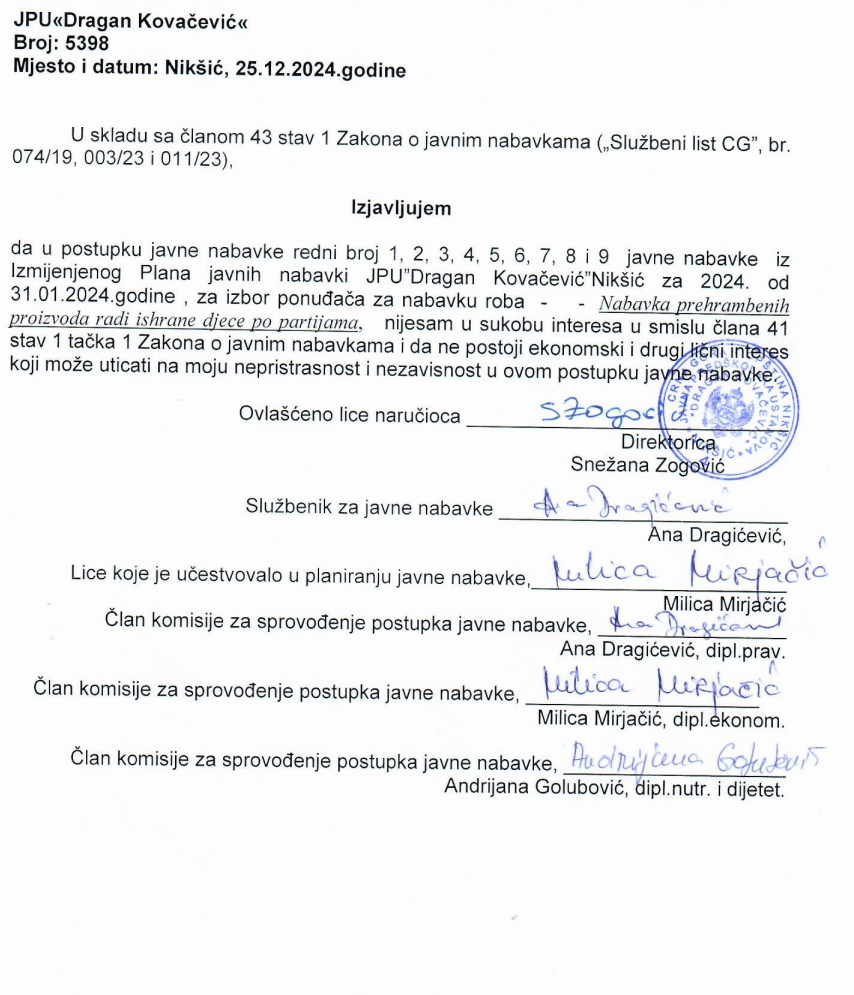 JPU«Dragan Kovačević«
Broj: 5398
Mjesto i datum: Nikšić, 25.12.2024.godine
U skladu sa članom 43 stav 1 Zakona o javnim nabavkama („Službeni list CG”, br.
074/19, 003/23 i 011/23),
Izjavljujem
da u postupku javne nabavke redni broj 1, 2, 3, 4, 5, 6, 7, 8 i 9 javne nabavke iz
Izmijenjenog Plana javnih nabavki JPU”Dragan Kovačević”Nikšić za 2024. od
31.01.2024.godine , za izbor ponuđača za nabavku roba - - Nabavka prehrambenih
proizvoda radi ishrane djece po partijama, nijesam u sukobu interesa u smislu člana 41
stav 1 tačka 1 Zakona o javnim nabavkama i da ne postoji ekonomski i drugi lični interes
koji može uticati na moju nepristrasnost i nezavisnost u ovom postupku javne nabavke.
Ovlašćeno lice naručioca
Direktorica
Snežana Zogović
Službenik za javne nabavke Ana Dragićević
Ana Dragićević,
Lice koje je učestvovalo u planiranju javne nabavke, Milica Mirjačić
Milica Mirjačić
Član komisije za sprovođenje postupka javne nabavke, Ana Dragićević
Ana Dragićević, dipl.prav.
Član komisije za sprovođenje postupka javne nabavke, Milica Mirjačić
Milica Mirjačić, dipl.ekonom.
Član komisije za sprovođenje postupka javne nabavke, Andrijana Golubović
Andrijana Golubović, dipl.nutr. i dijetet.